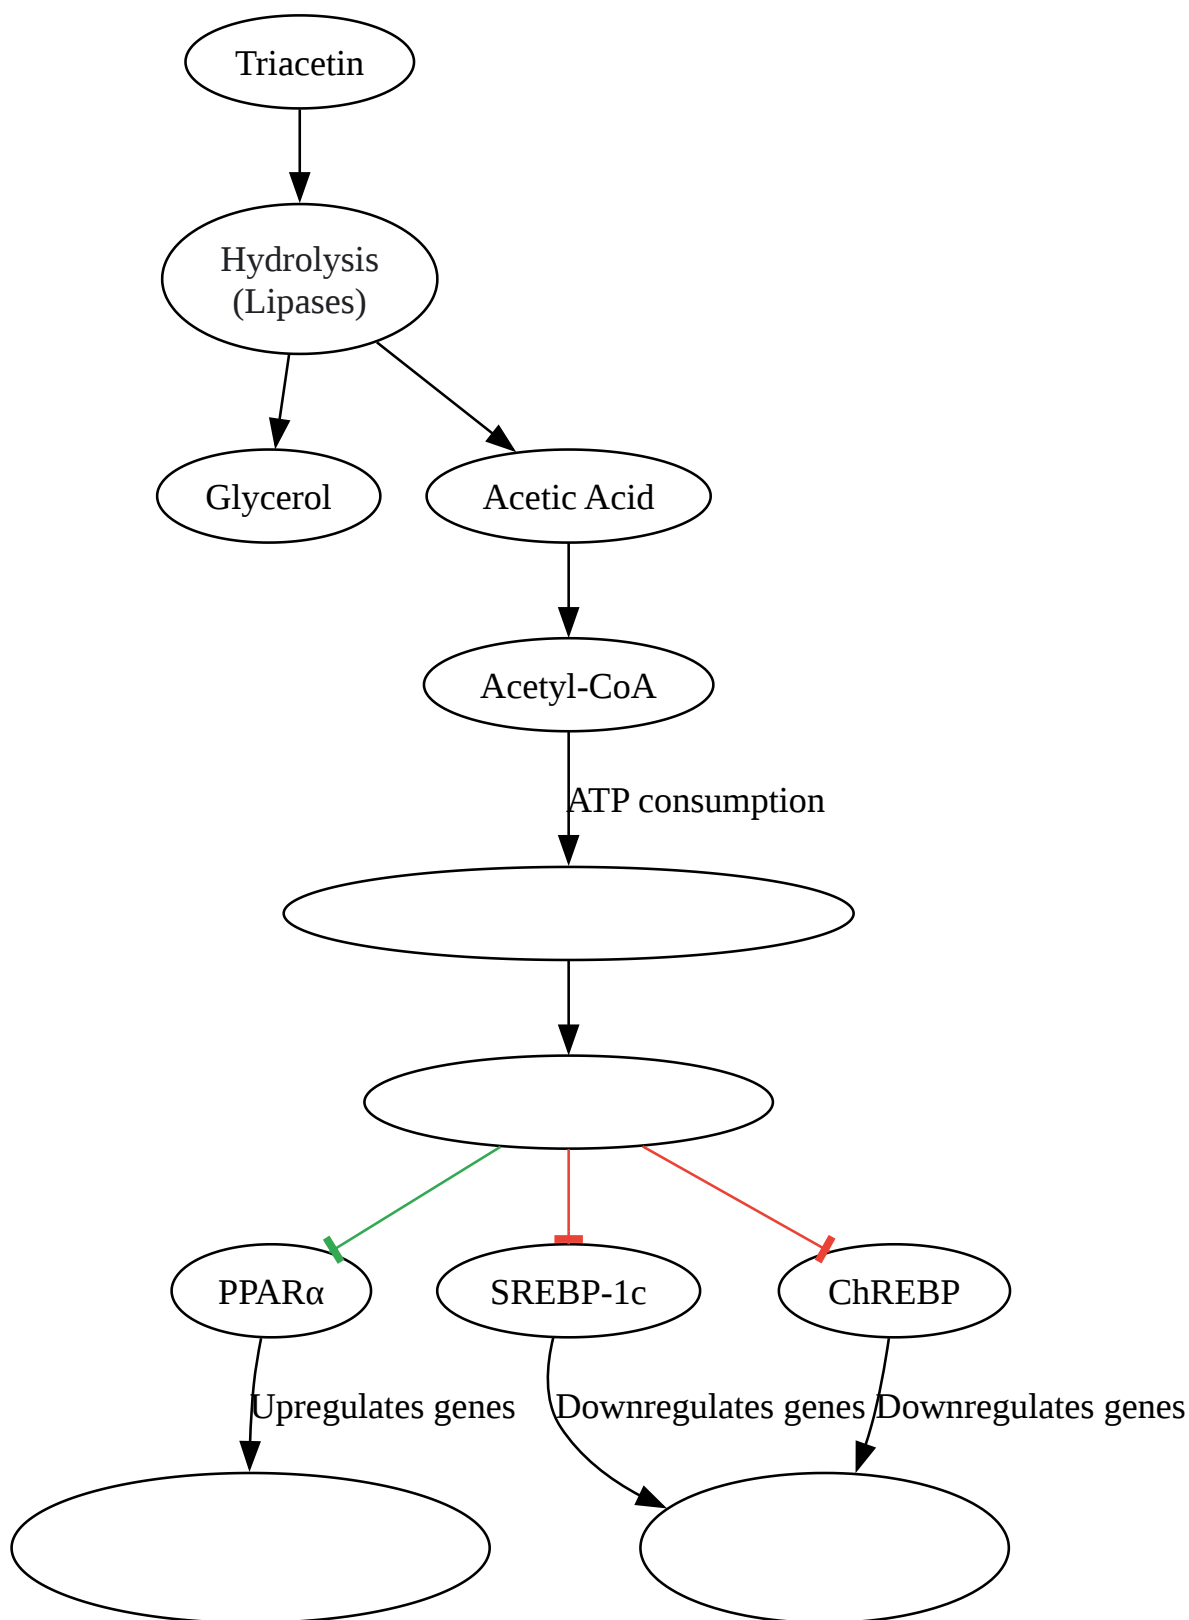 Triacetin
Hydrolysis
(Lipases)
Glycerol
Acetic Acid
Acetyl-CoA
ATP consumption
PPARα
SREBP-1c
ChREBP
Upregulates genes
Downregulates genes
Downregulates genes